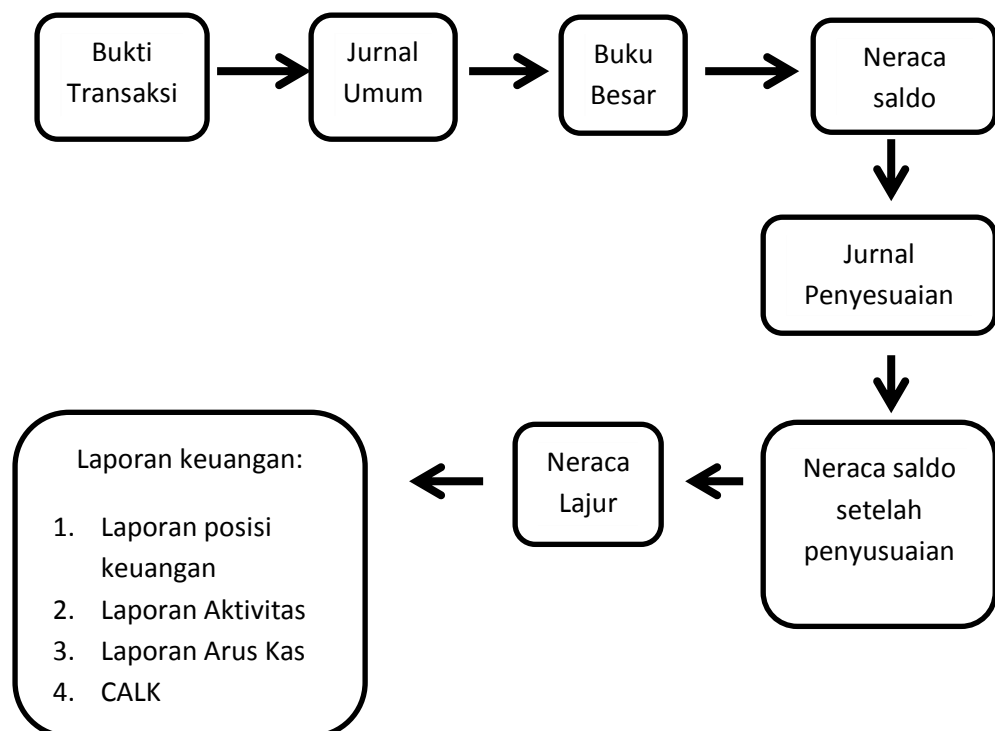 Bukti
Transaksi
Jurnal
Umum
Buku
Besar
Neraca
saldo
Jurnal
Penyesuaian
Neraca saldo
setelah
penyusuaian
Neraca
Lajur
Laporan keuangan:
1. Laporan posisi
keuangan
2. Laporan Aktivitas
3. Laporan Arus Kas
4. CALK